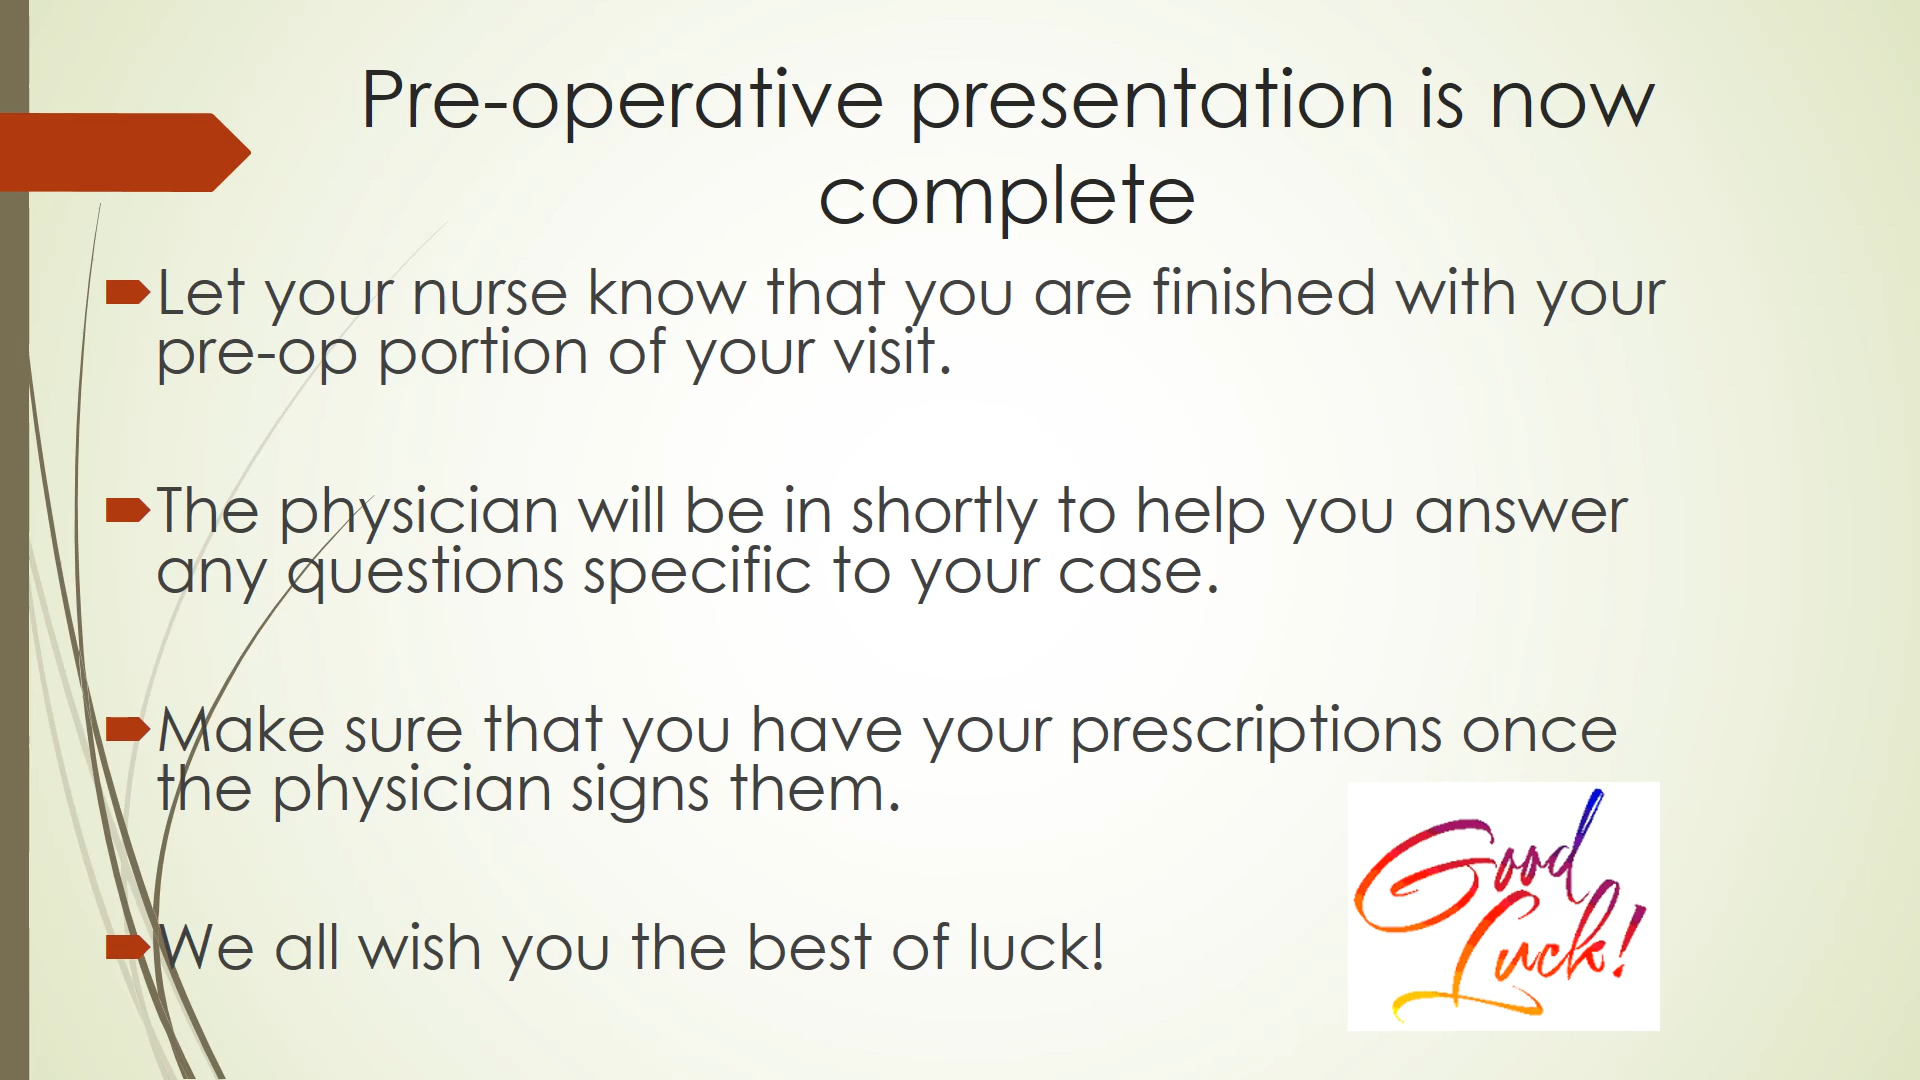 Pre-operative presentation is now
complete
Let your nurse know that you are finished with your
pre-op portion of your visit.
The physician will be in shortly to help you answer
any questions specific to your case.
Make sure that you have your prescriptions once
the physician signs them.
We all wish you the best of luck!
Good
Luck!